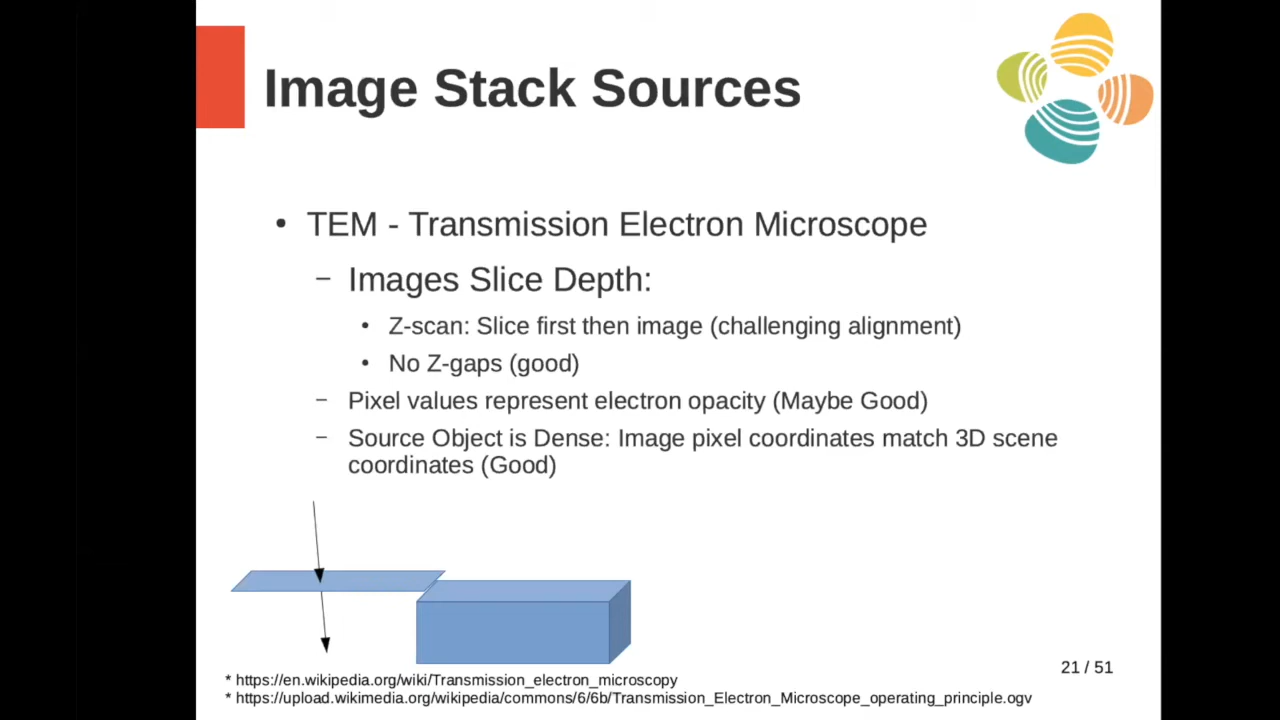 Image Stack Sources
• TEM - Transmission Electron Microscope
– Images Slice Depth:
• Z-scan: Slice first then image (challenging alignment)
• No Z-gaps (good)
– Pixel values represent electron opacity (Maybe Good)
– Source Object is Dense: Image pixel coordinates match 3D scene
coordinates (Good)
21 / 51
* https://en.wikipedia.org/wiki/Transmission_electron_microscopy
* https://upload.wikimedia.org/wikipedia/commons/6/6b/Transmission_Electron_Microscope_operating_principle.ogv